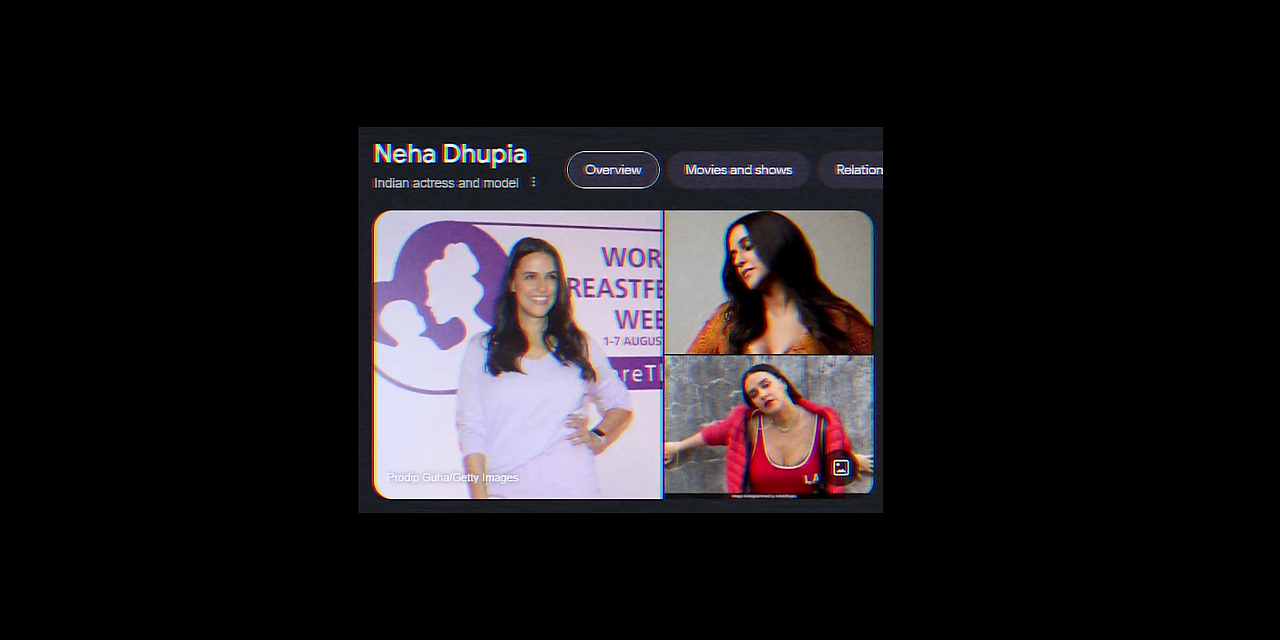 Neha Dhupia
Indian actress and model
Overview
Movies and shows
Relation
WOR
REASTFE
WEE
1-7 AUGUS
areTh
Prodip Guha/Getty Images
LA